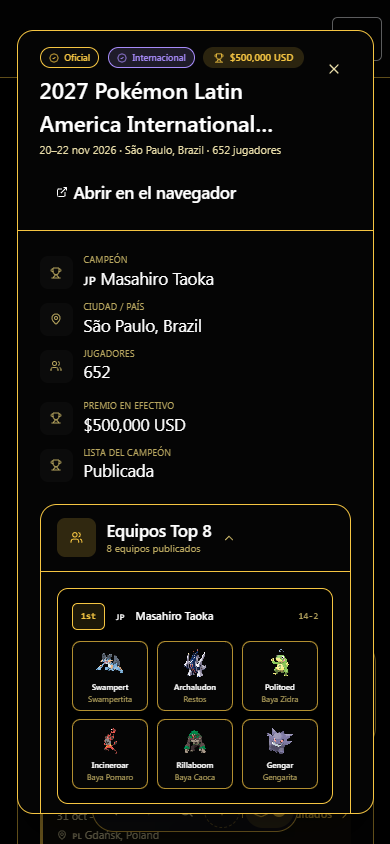 Oficial
Internacional
$500,000 USD
2027 Pokémon Latin
America International...
20–22 nov 2026 · São Paulo, Brazil · 652 jugadores
Abrir en el navegador
CAMPEÓN
JP Masahiro Taoka
CIUDAD / PAÍS
São Paulo, Brazil
JUGADORES
652
PREMIO EN EFECTIVO
$500,000 USD
LISTA DEL CAMPEÓN
Publicada
Equipos Top 8
8 equipos publicados
1st JP Masahiro Taoka 14-2
Swampert Archaludon Politoed
Swampertita Restos Baya Zidra
Incineroar Rillaboom Gengar
Baya Pomaro Baya Caoca Gengarita
31 oct
PL Gdańsk, Poland